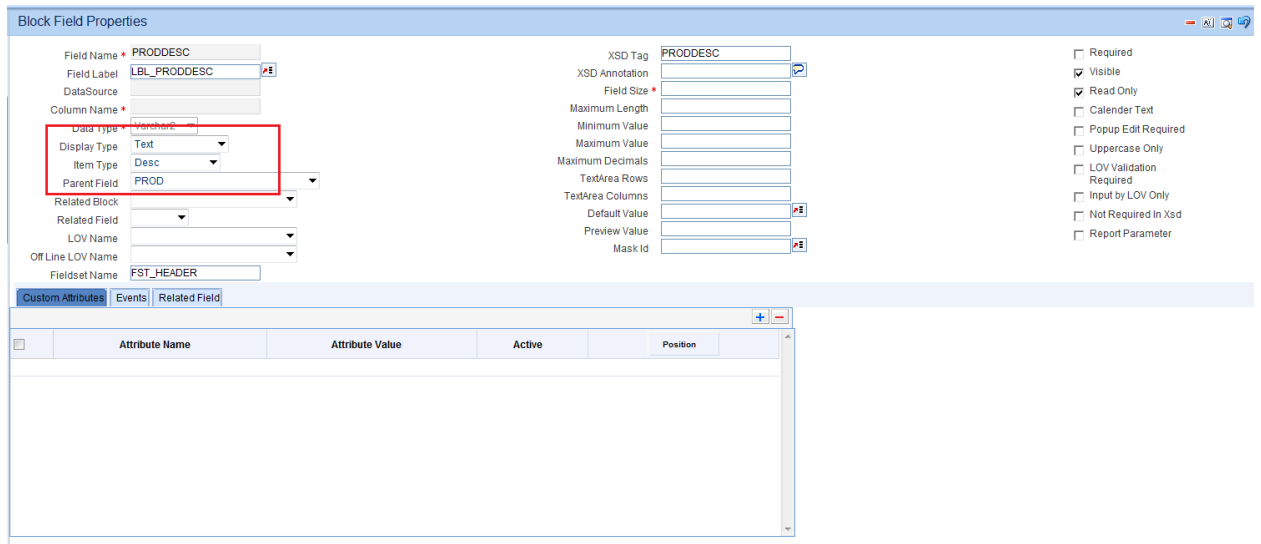 Block Field Properties
Field Name * PRODDESC
Field Label LBL_PRODDESC
DataSource
Column Name *
Data Type * Varchar2
Display Type Text
Item Type Desc
Parent Field PROD
Related Block
Related Field
LOV Name
Off Line LOV Name
Fieldset Name FST_HEADER
XSD Tag PRODDESC
XSD Annotation
Field Size *
Maximum Length
Minimum Value
Maximum Value
Maximum Decimals
TextArea Rows
TextArea Columns
Default Value
Preview Value
Mask Id
Required
Visible
Read Only
Calender Text
Popup Edit Required
Uppercase Only
LOV Validation
Required
Input by LOV Only
Not Required In Xsd
Report Parameter
Custom Attributes Events Related Field
Attribute Name Attribute Value Active Position